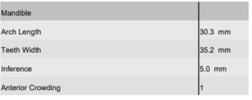 Mandible
Arch Length 30.3 mm
Teeth Width 35.2 mm
Inference 5.0 mm
Anterior Crowding 1